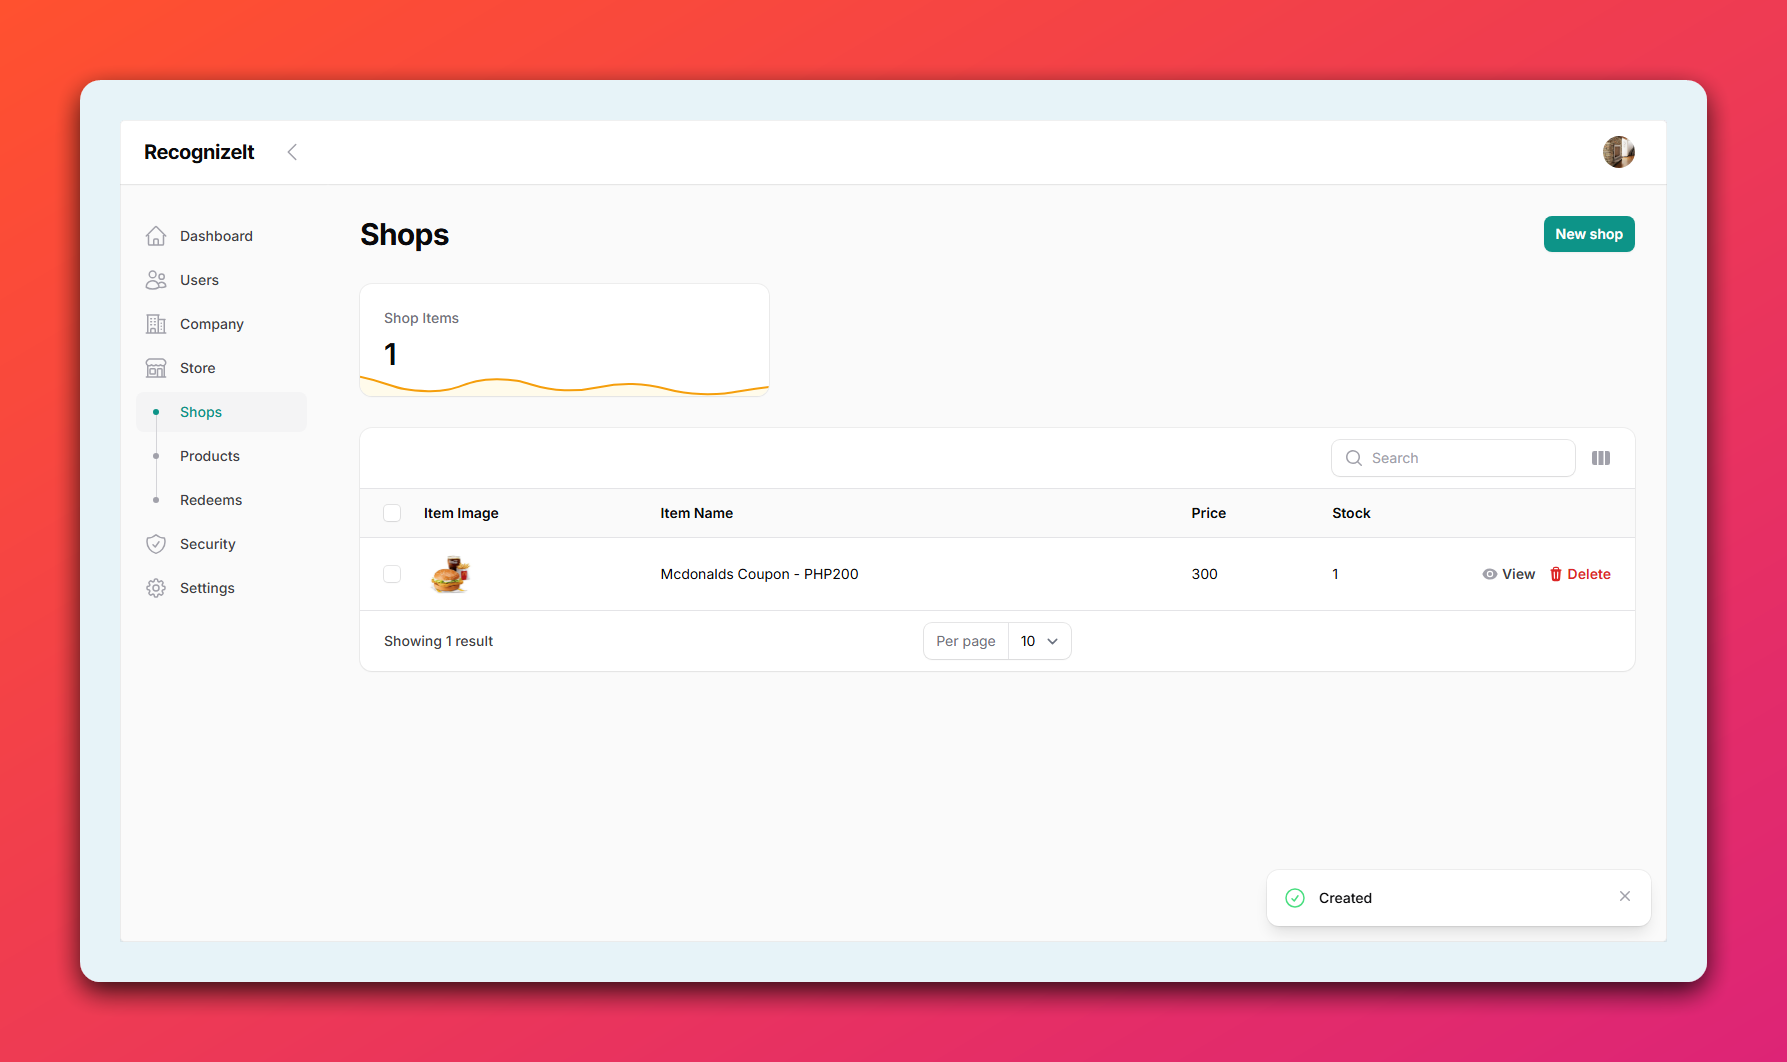 RecognizeIt
Dashboard
Users
Company
Store
Shops
Products
Redeems
Security
Settings
Shops
New shop
Shop Items
1
Search
Item Image Item Name Price Stock
Mcdonalds Coupon - PHP200 300 1 View Delete
Showing 1 result Per page 10
Created